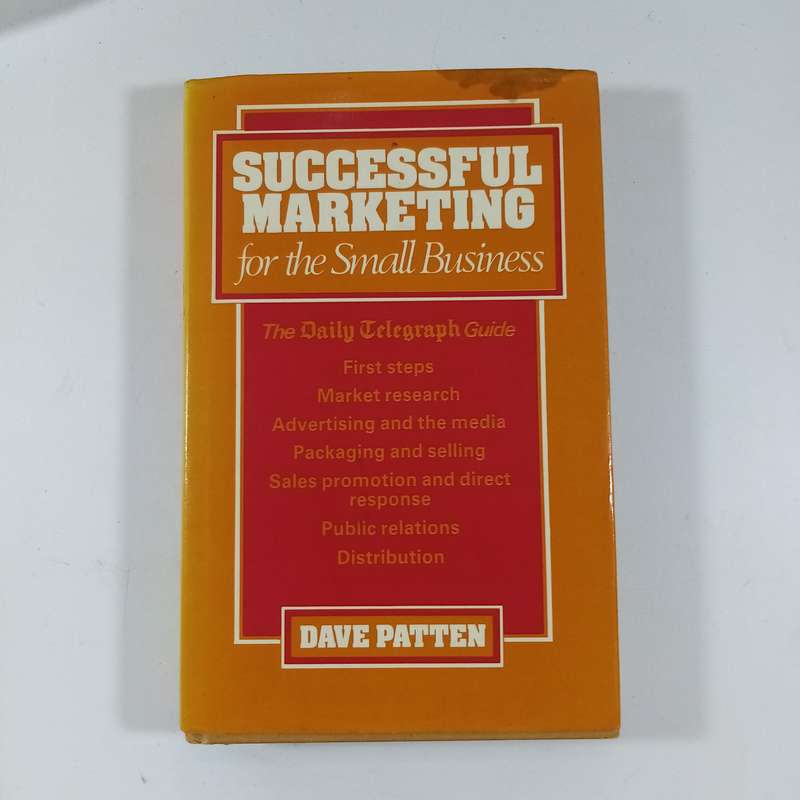 SUCCESSFUL
MARKETING
for the Small Business
The Daily Telegraph Guide
First steps
Market research
Advertising and the media
Packaging and selling
Sales promotion and direct
response
Public relations
Distribution
DAVE PATTEN